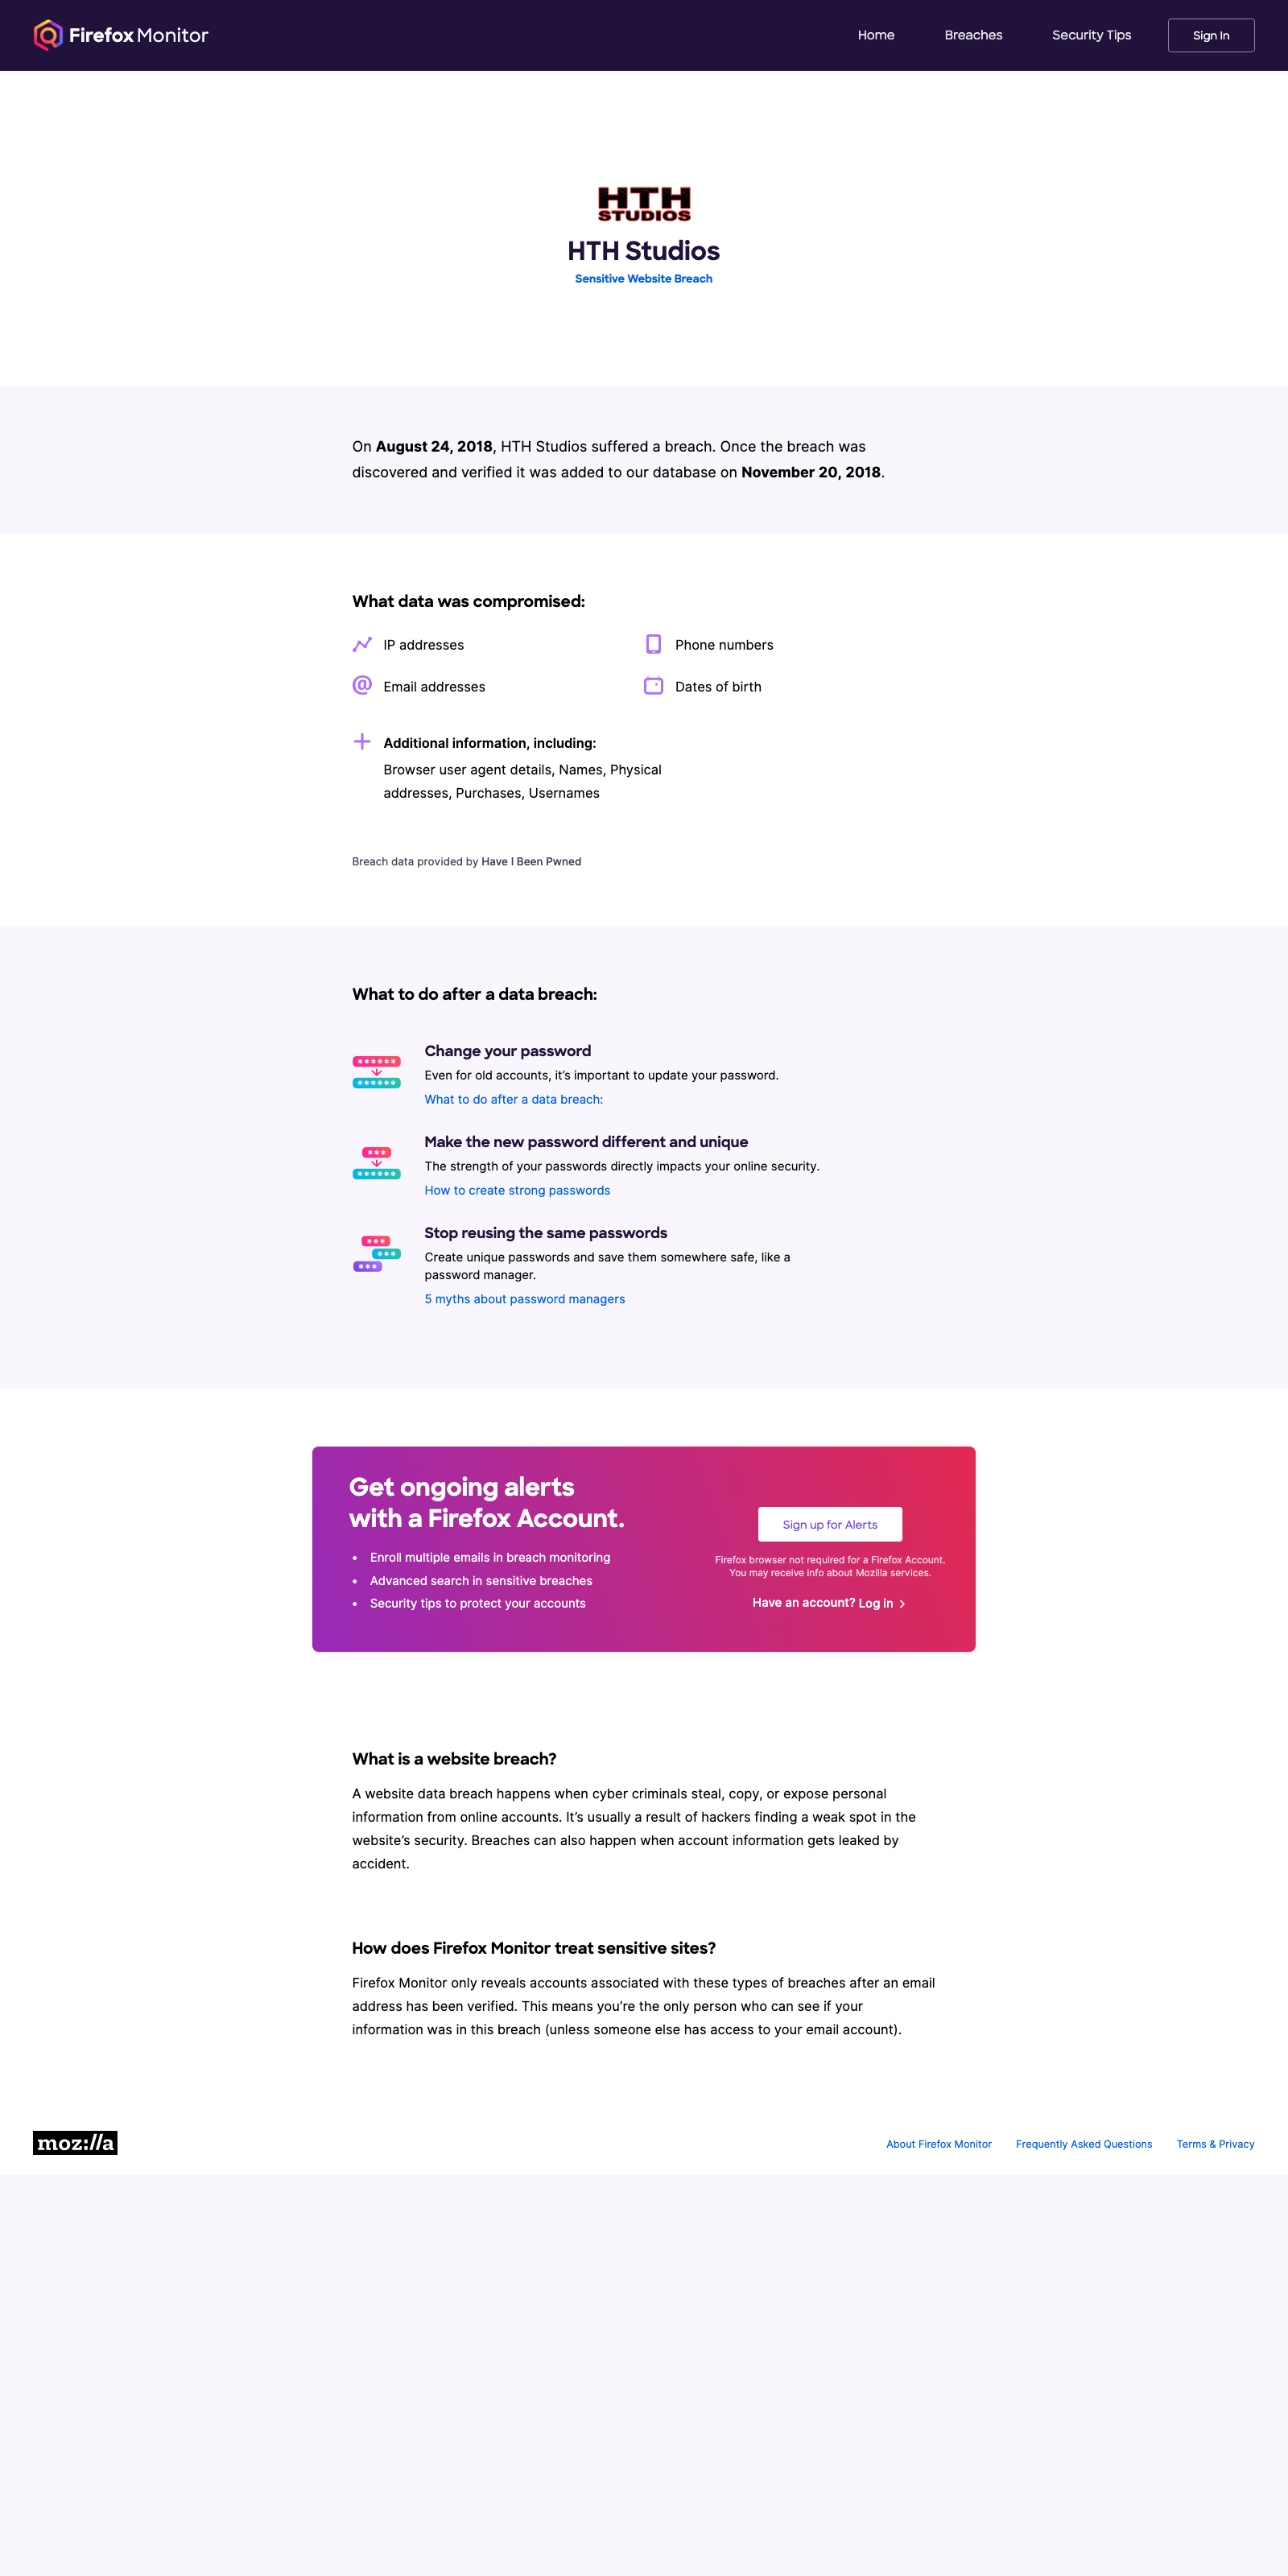 Firefox Monitor
Home
Breaches
Security Tips
Sign In
HTH
STUDIOS
HTH Studios
Sensitive Website Breach
On August 24, 2018, HTH Studios suffered a breach. Once the breach was
discovered and verified it was added to our database on November 20, 2018.
What data was compromised:
IP addresses
Phone numbers
Email addresses
Dates of birth
Additional information, including:
Browser user agent details, Names, Physical
addresses, Purchases, Usernames
Breach data provided by Have I Been Pwned
What to do after a data breach:
Change your password
Even for old accounts, it’s important to update your password.
What to do after a data breach:
Make the new password different and unique
The strength of your passwords directly impacts your online security.
How to create strong passwords
Stop reusing the same passwords
Create unique passwords and save them somewhere safe, like a
password manager.
5 myths about password managers
Get ongoing alerts
with a Firefox Account.
• Enroll multiple emails in breach monitoring
• Advanced search in sensitive breaches
• Security tips to protect your accounts
Sign up for Alerts
Firefox browser not required for a Firefox Account.
You may receive info about Mozilla services.
Have an account? Log in
What is a website breach?
A website data breach happens when cyber criminals steal, copy, or expose personal
information from online accounts. It’s usually a result of hackers finding a weak spot in the
website’s security. Breaches can also happen when account information gets leaked by
accident.
How does Firefox Monitor treat sensitive sites?
Firefox Monitor only reveals accounts associated with these types of breaches after an email
address has been verified. This means you’re the only person who can see if your
information was in this breach (unless someone else has access to your email account).
moz://a
About Firefox Monitor
Frequently Asked Questions
Terms & Privacy